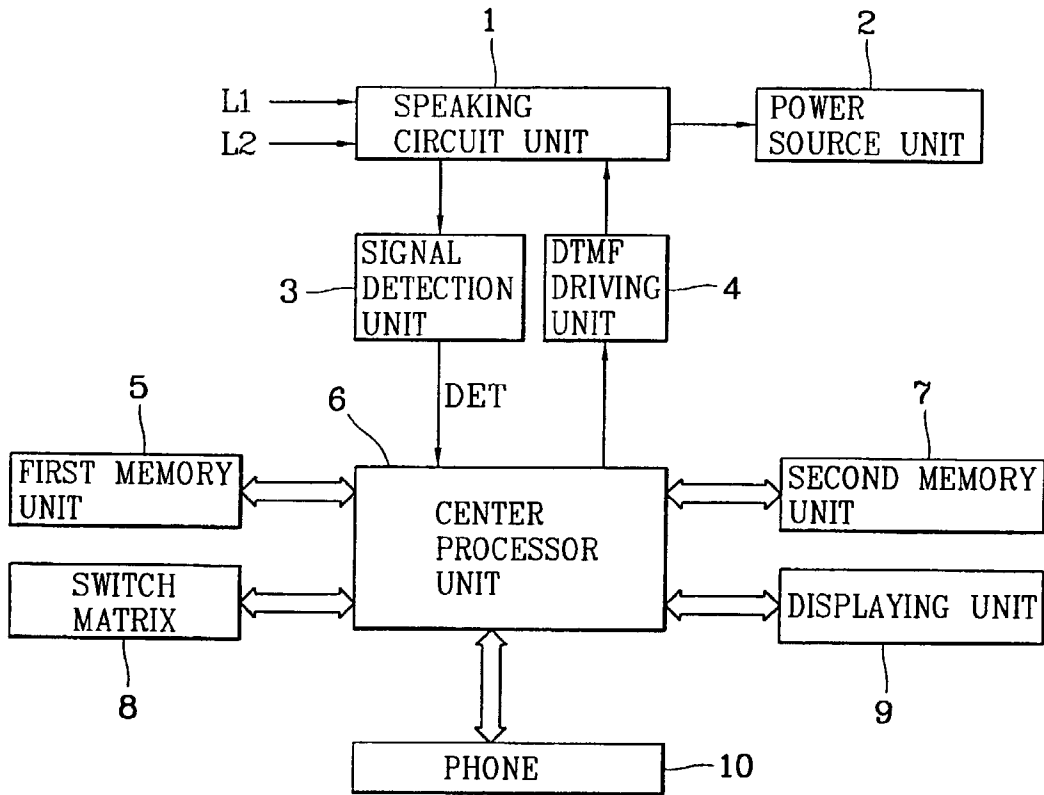 1
2
L1
L2
SPEAKING
CIRCUIT UNIT
POWER
SOURCE UNIT
3
SIGNAL
DETECTION
UNIT
DTMF
DRIVING
UNIT
4
DET
5
6
7
FIRST MEMORY
UNIT
CENTER
PROCESSOR
UNIT
SECOND MEMORY
UNIT
SWITCH
MATRIX
DISPLAYING UNIT
8
9
PHONE
10